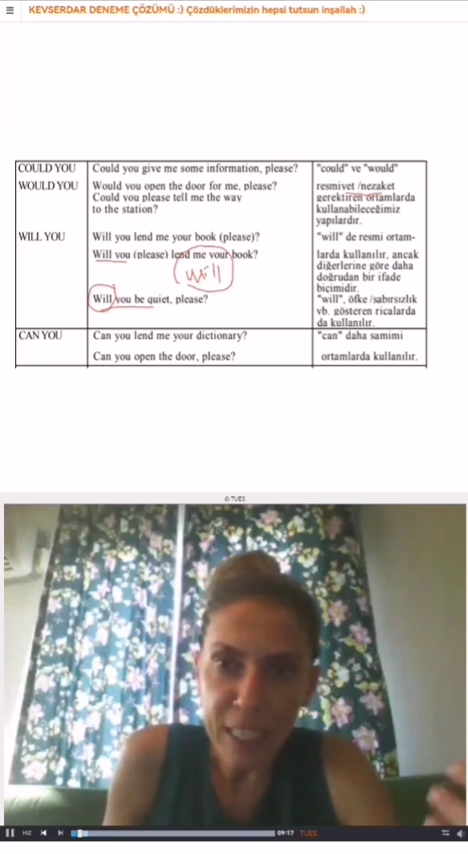 KEVSERDAR DENEME ÇÖZÜMÜ :) Çözdüklerimizin hepsi tutsun inşallah :)
COULD YOU Could you give me some information, please? "could" ve "would"
WOULD YOU Would you open the door for me, please? resmiyet /nezaket
Could you please tell me the way gerektiren ortamlarda
to the station? kullanabileceğimiz
yapılardır.
WILL YOU Will you lend me your book (please)? "will" de resmi ortam-
Will you (please) lend me your book? larda kullanılır, ancak
diğerlerine göre daha
will
doğrudan bir ifade
biçimidir.
Will you be quiet, please? "will", öfke /sabırsızlık
vb. gösteren ricalarda
da kullanılır.
CAN YOU Can you lend me your dictionary? "can" daha samimi
Can you open the door, please? ortamlarda kullanılır.
© TUES
HIZ 09:17 TUES